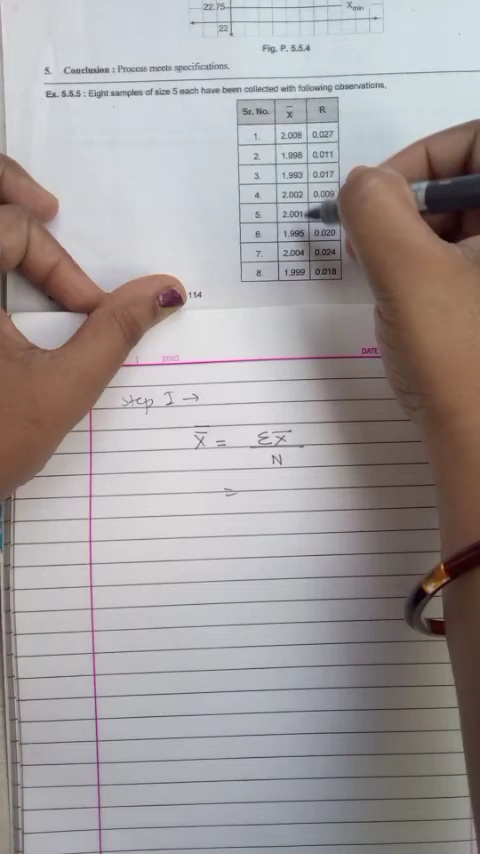 22.75
Xmin
22
Fig. P. 5.5.4
5. Conclusion : Process meets specifications.
Ex. 5.5.5 : Eight samples of size 5 each have been collected with following observations,
Sr. No. X̅ R
1. 2.008 0.027
2. 1.998 0.011
3. 1.993 0.017
4. 2.002 0.009
5. 2.001
6. 1.995 0.020
7. 2.004 0.024
8. 1.999 0.018
114
DATE
Step I →
X̿ = ΣX̅
N
=